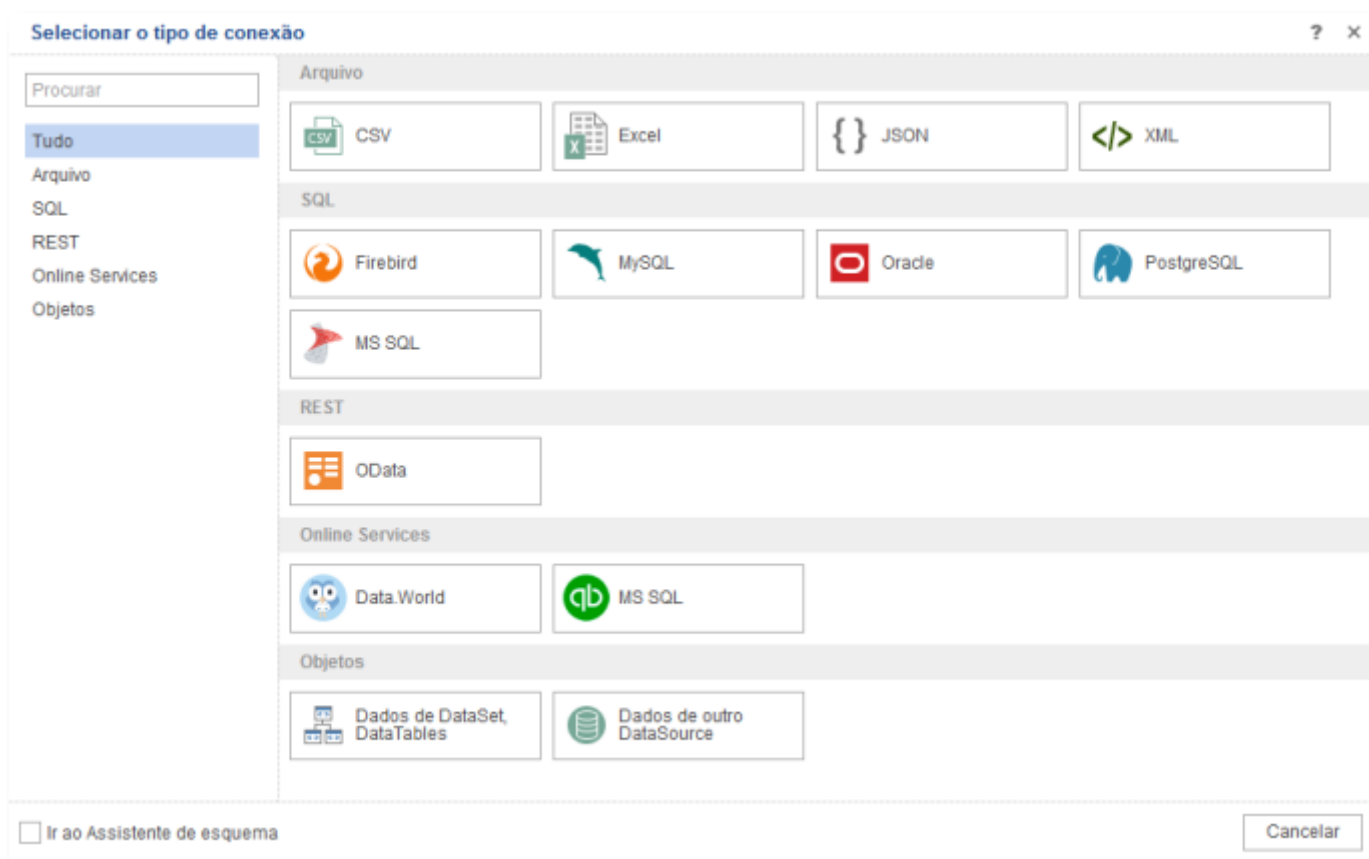 Selecionar o tipo de conexão
? ×
Procurar
Tudo
Arquivo
SQL
REST
Online Services
Objetos
Arquivo
CSV
CSV
X
Excel
{ } JSON
</> XML
SQL
Firebird
MySQL
Oracle
PostgreSQL
MS SQL
REST
OData
Online Services
Data.World
qb
MS SQL
Objetos
Dados de DataSet,
DataTables
Dados de outro
DataSource
Ir ao Assistente de esquema
Cancelar